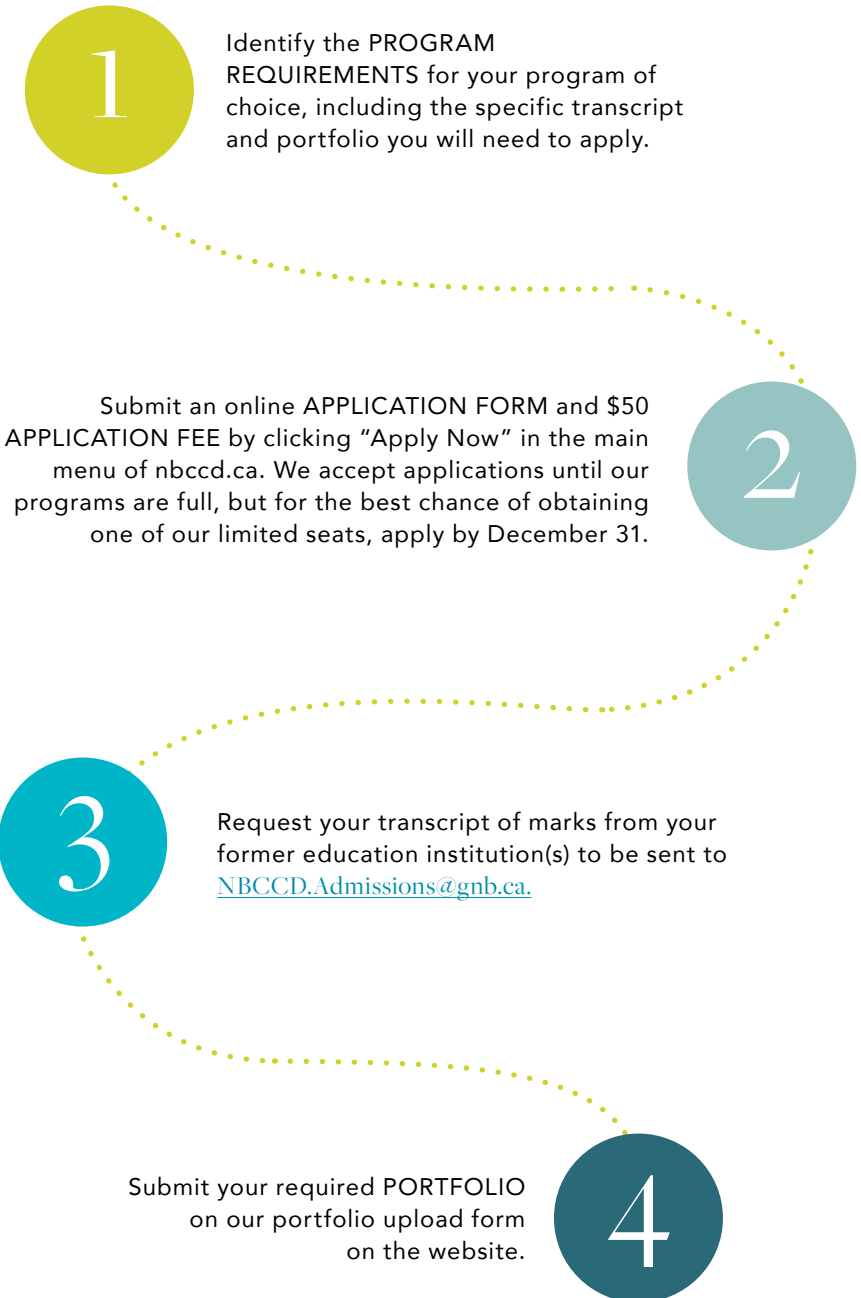 1
Identify the PROGRAM
REQUIREMENTS for your program of
choice, including the specific transcript
and portfolio you will need to apply.
Submit an online APPLICATION FORM and $50
APPLICATION FEE by clicking “Apply Now” in the main
menu of nbccd.ca. We accept applications until our
programs are full, but for the best chance of obtaining
one of our limited seats, apply by December 31.
2
3
Request your transcript of marks from your
former education institution(s) to be sent to
NBCCD.Admissions@gnb.ca.
Submit your required PORTFOLIO
on our portfolio upload form
on the website.
4